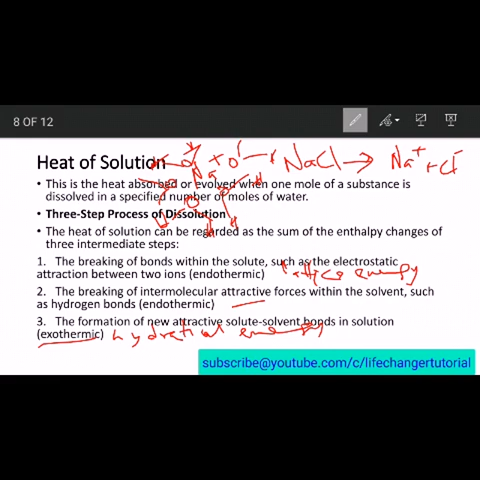 8 OF 12
Heat of Solution
NaCl → Na⁺ + Cl⁻
Na
• This is the heat absorbed or evolved when one mole of a substance is
dissolved in a specified number of moles of water.
• Three-Step Process of Dissolution
• The heat of solution can be regarded as the sum of the enthalpy changes of
three intermediate steps:
1. The breaking of bonds within the solute, such as the electrostatic
attraction between two ions (endothermic) lattice energy
2. The breaking of intermolecular attractive forces within the solvent, such
as hydrogen bonds (endothermic)
3. The formation of new attractive solute-solvent bonds in solution
(exothermic) hydration energy
subscribe@youtube.com/c/lifechangertutorial